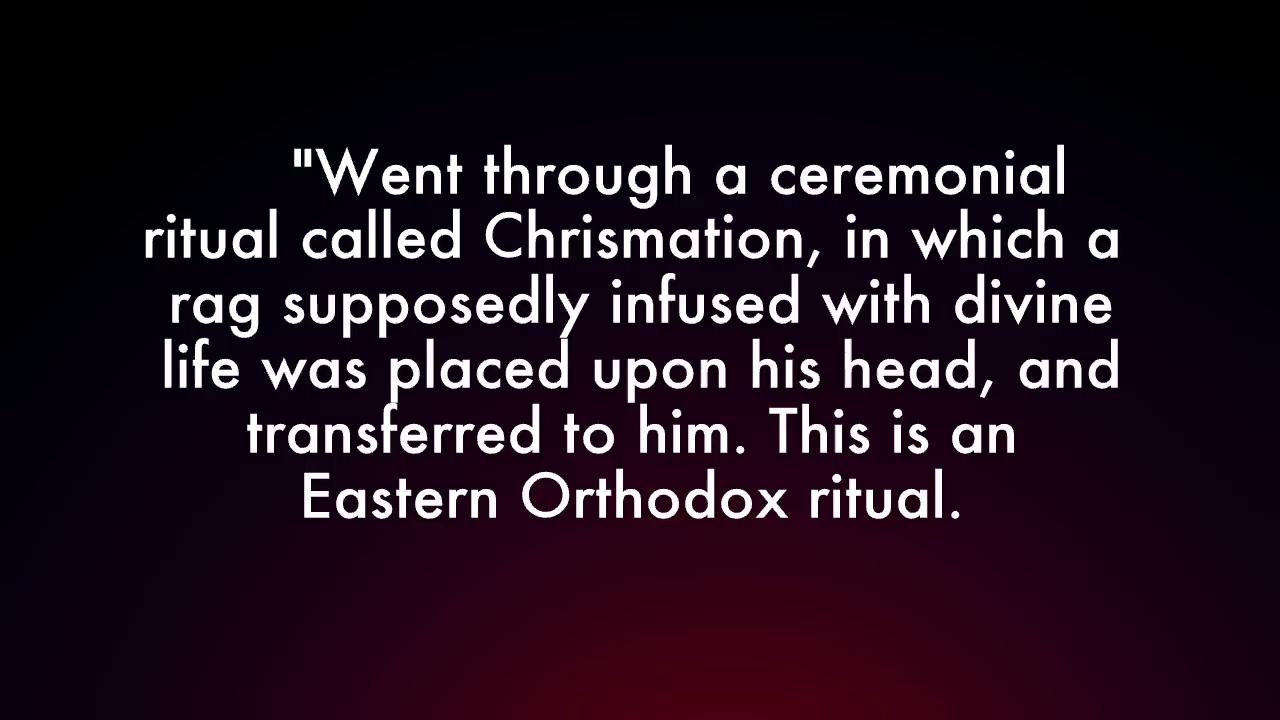 "Went through a ceremonial
ritual called Chrismation, in which a
rag supposedly infused with divine
life was placed upon his head, and
transferred to him. This is an
Eastern Orthodox ritual.